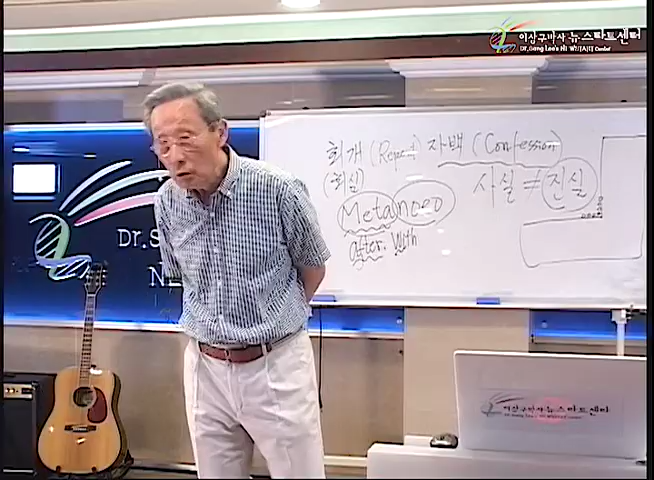 이상구박사 뉴스타트센터
Dr.Sang Lee's NEWSTART Center
회개 (Repent) 자백 (Confession)
(회심)
사실 ≠ 진실
Metanoeo
after. With
Dr.S
N
이상구박사뉴스타트센터